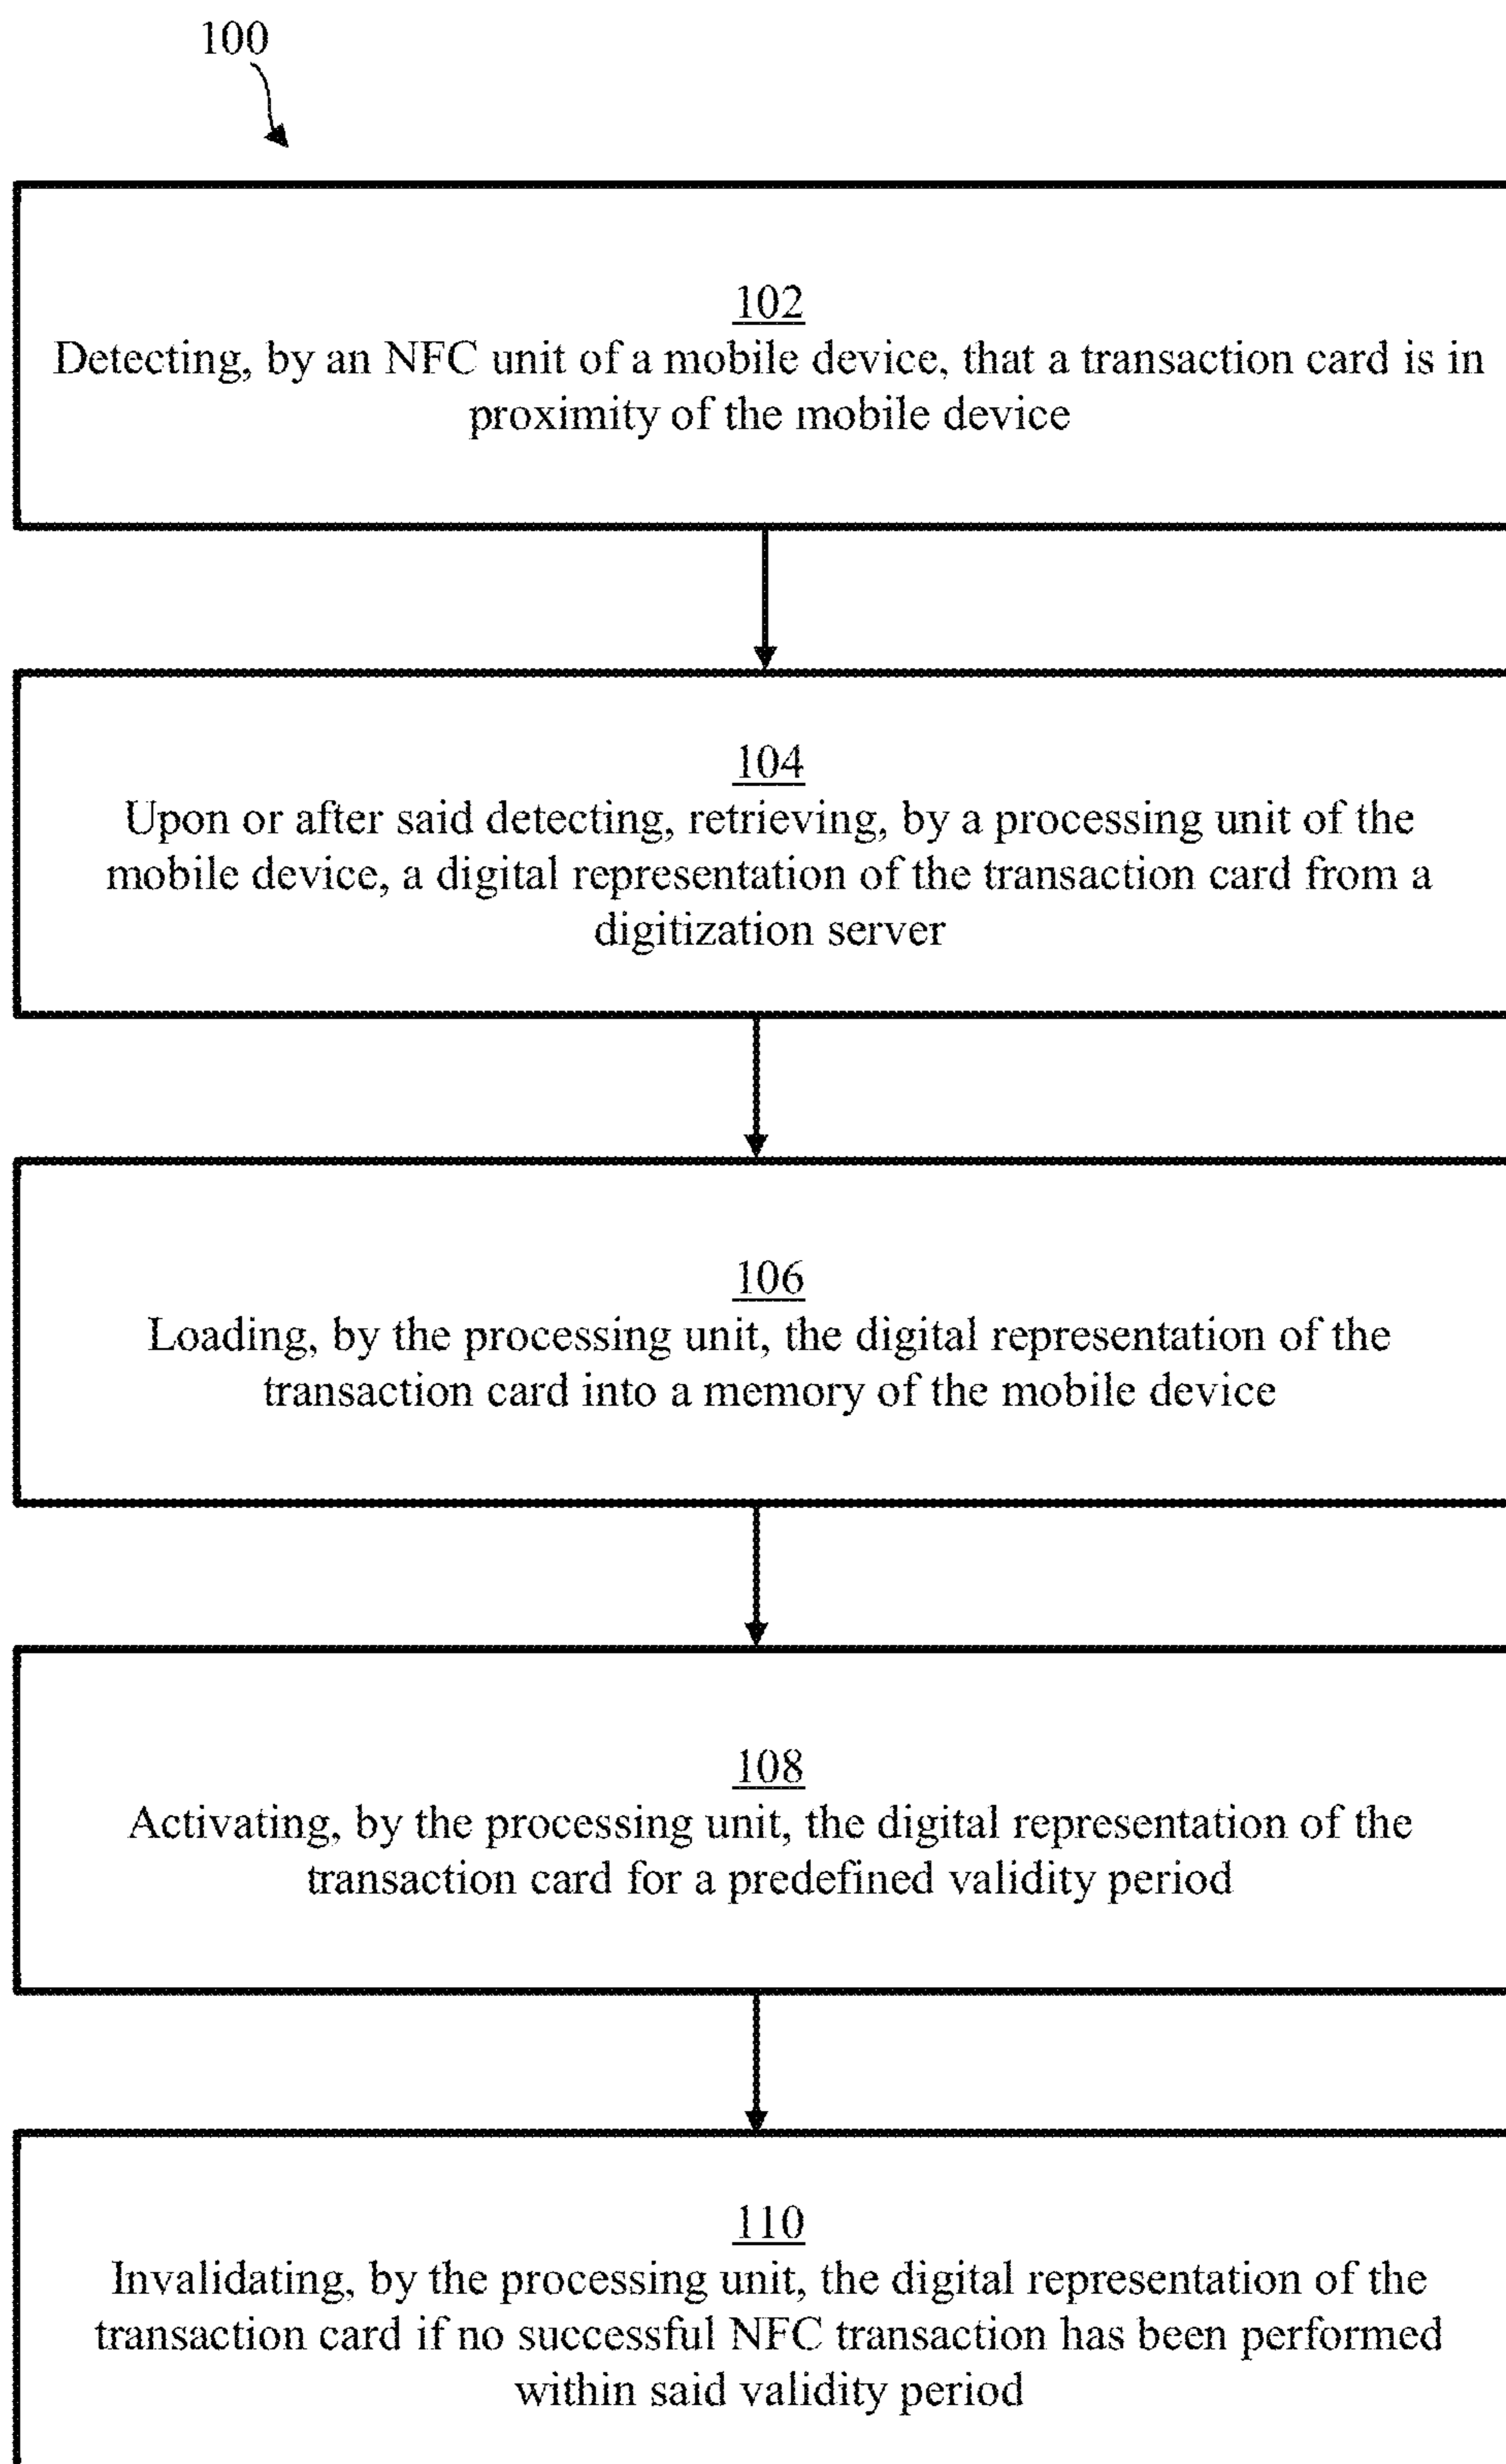 100
102
Detecting, by an NFC unit of a mobile device, that a transaction card is in
proximity of the mobile device
104
Upon or after said detecting, retrieving, by a processing unit of the
mobile device, a digital representation of the transaction card from a
digitization server
106
Loading, by the processing unit, the digital representation of the
transaction card into a memory of the mobile device
108
Activating, by the processing unit, the digital representation of the
transaction card for a predefined validity period
110
Invalidating, by the processing unit, the digital representation of the
transaction card if no successful NFC transaction has been performed
within said validity period